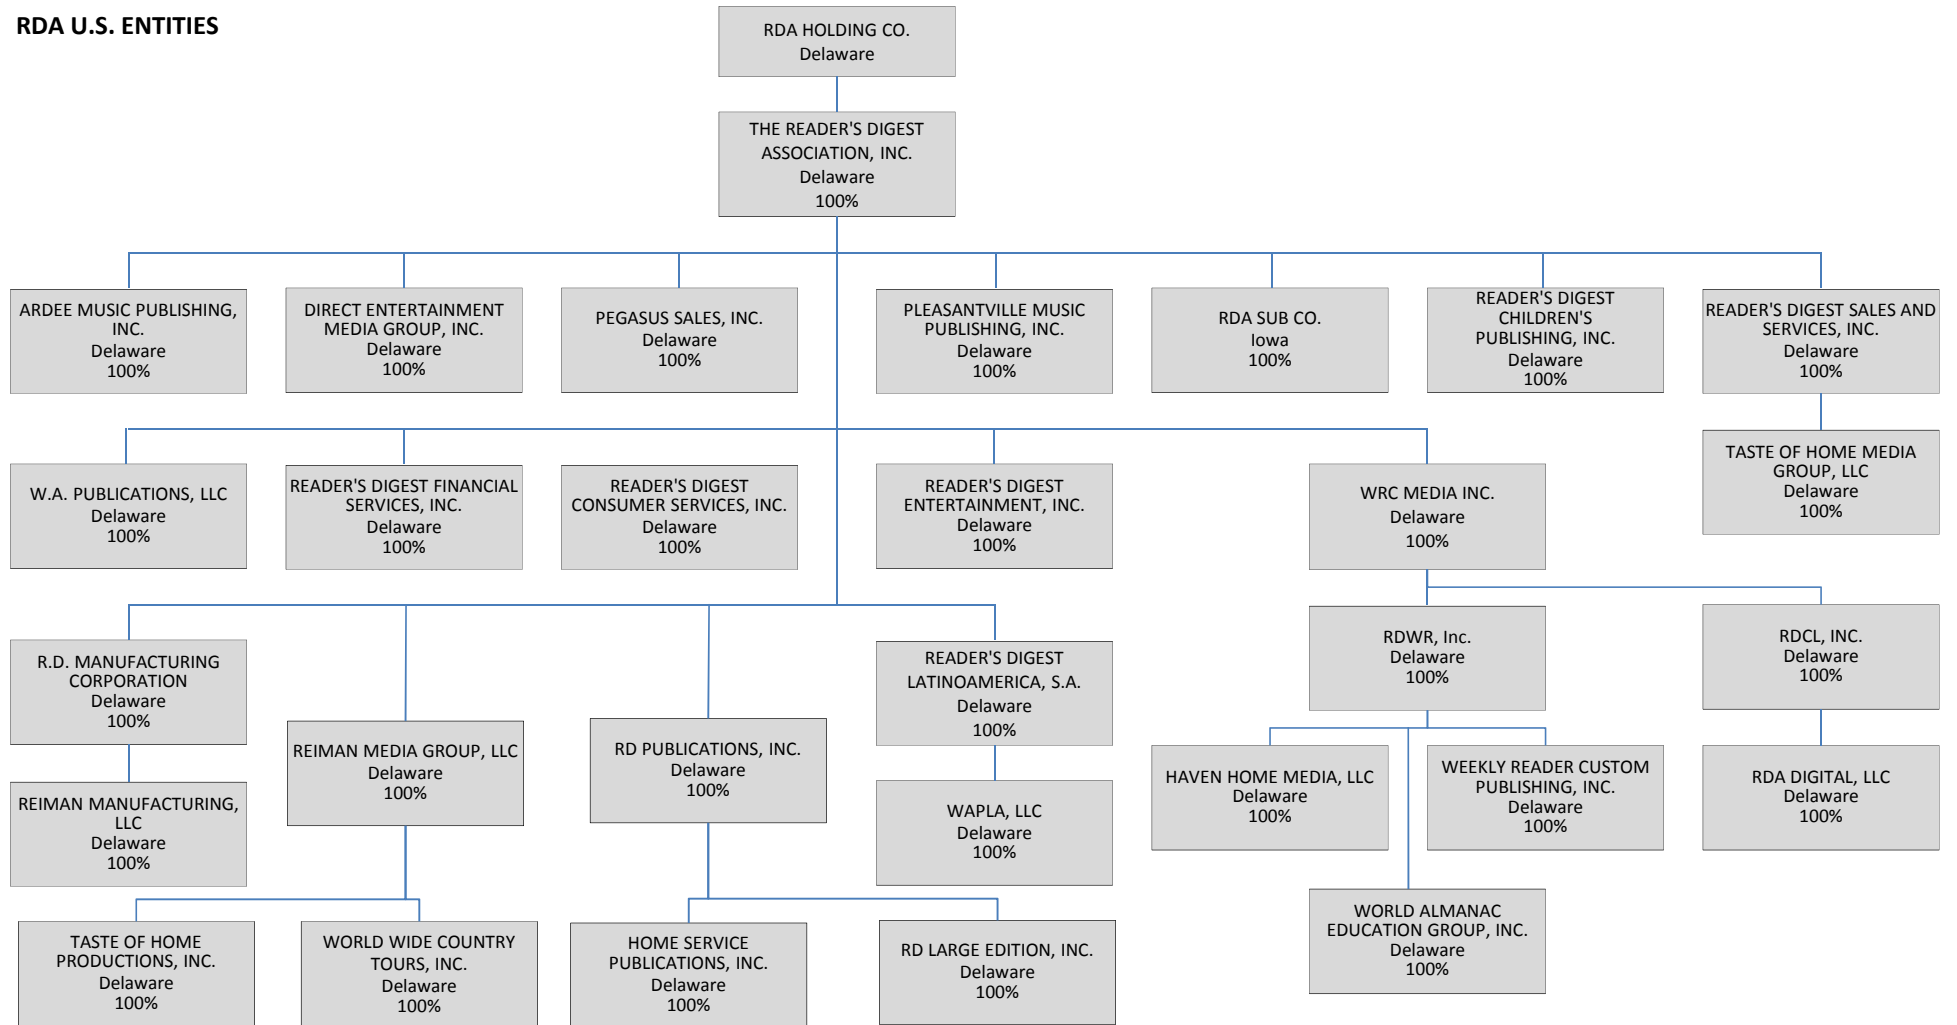 RDA U.S. ENTITIES
RDA HOLDING CO.
Delaware
THE READER'S DIGEST
ASSOCIATION, INC.
Delaware
100%
ARDEE MUSIC PUBLISHING,
INC.
Delaware
100%
DIRECT ENTERTAINMENT
MEDIA GROUP, INC.
Delaware
100%
PEGASUS SALES, INC.
Delaware
100%
PLEASANTVILLE MUSIC
PUBLISHING, INC.
Delaware
100%
RDA SUB CO.
Iowa
100%
READER'S DIGEST
CHILDREN'S
PUBLISHING, INC.
Delaware
100%
READER'S DIGEST SALES AND
SERVICES, INC.
Delaware
100%
W.A. PUBLICATIONS, LLC
Delaware
100%
READER'S DIGEST FINANCIAL
SERVICES, INC.
Delaware
100%
READER'S DIGEST
CONSUMER SERVICES, INC.
Delaware
100%
READER'S DIGEST
ENTERTAINMENT, INC.
Delaware
100%
WRC MEDIA INC.
Delaware
100%
TASTE OF HOME MEDIA
GROUP, LLC
Delaware
100%
R.D. MANUFACTURING
CORPORATION
Delaware
100%
REIMAN MEDIA GROUP, LLC
Delaware
100%
RD PUBLICATIONS, INC.
Delaware
100%
READER'S DIGEST
LATINOAMERICA, S.A.
Delaware
100%
RDWR, Inc.
Delaware
100%
RDCL, INC.
Delaware
100%
REIMAN MANUFACTURING,
LLC
Delaware
100%
WAPLA, LLC
Delaware
100%
HAVEN HOME MEDIA, LLC
Delaware
100%
WEEKLY READER CUSTOM
PUBLISHING, INC.
Delaware
100%
RDA DIGITAL, LLC
Delaware
100%
TASTE OF HOME
PRODUCTIONS, INC.
Delaware
100%
WORLD WIDE COUNTRY
TOURS, INC.
Delaware
100%
HOME SERVICE
PUBLICATIONS, INC.
Delaware
100%
RD LARGE EDITION, INC.
Delaware
100%
WORLD ALMANAC
EDUCATION GROUP, INC.
Delaware
100%